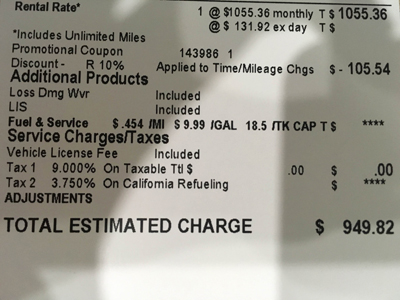 Rental Rate* 1 @ $1055.36 monthly T $ 1055.36
@ $ 131.92 ex day T $
*Includes Unlimited Miles
Promotional Coupon 143986 1
Discount - R 10% Applied to Time/Mileage Chgs $ - 105.54
Additional Products
Loss Dmg Wvr Included
LIS Included
Fuel & Service $ .454 /MI $ 9.99 /GAL 18.5 /TK CAP T $ ****
Service Charges/Taxes
Vehicle License Fee Included
Tax 1 9.000% On Taxable Ttl $ .00 $ .00
Tax 2 3.750% On California Refueling $ ****
ADJUSTMENTS
TOTAL ESTIMATED CHARGE $ 949.82